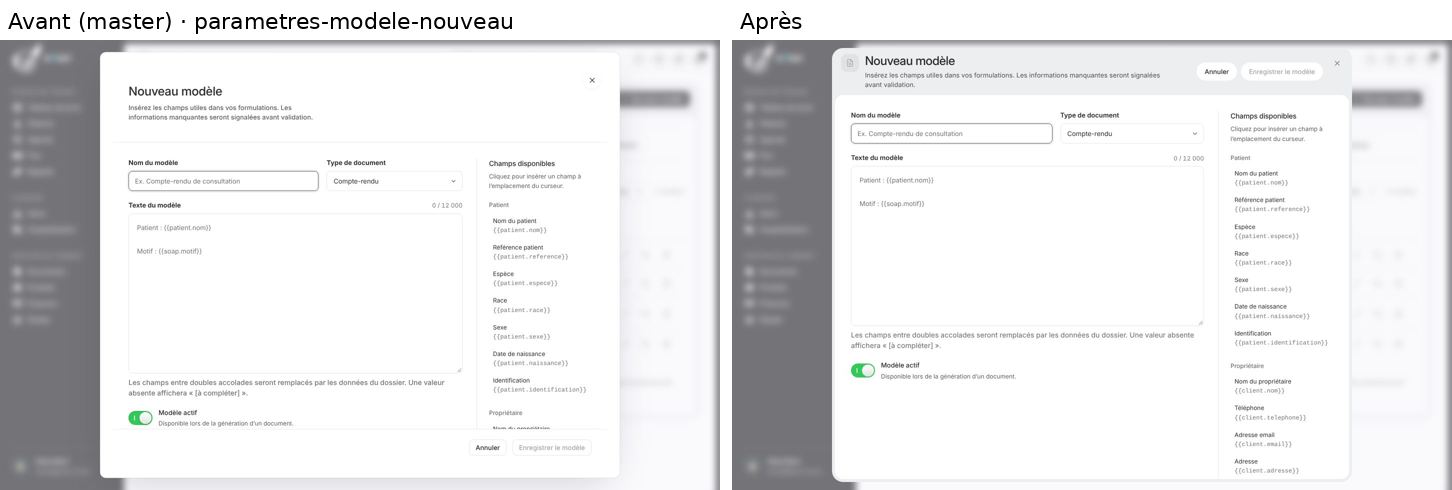 Avant (master) · parametres-modele-nouveau
Nouveau modèle
Insérez les champs utiles dans vos formulations. Les
informations manquantes seront signalées avant validation.
Nom du modèle
Type de document
Ex. Compte-rendu de consultation
Compte-rendu
Texte du modèle
0 / 12 000
Patient : {{patient.nom}}
Motif : {{soap.motif}}
Les champs entre doubles accolades seront remplacés par les données du dossier. Une valeur
absente affichera « [à compléter] ».
Modèle actif
Disponible lors de la génération d'un document.
Champs disponibles
Cliquez pour insérer un champ à
l'emplacement du curseur.
Patient
Nom du patient
{{patient.nom}}
Référence patient
{{patient.reference}}
Espèce
{{patient.espece}}
Race
{{patient.race}}
Sexe
{{patient.sexe}}
Date de naissance
{{patient.naissance}}
Identification
{{patient.identification}}
Propriétaire
Nom du propriétaire
Annuler
Enregistrer le modèle
Après
Nouveau modèle
Insérez les champs utiles dans vos formulations. Les informations manquantes seront signalées
avant validation.
Annuler
Enregistrer le modèle
Nom du modèle
Type de document
Ex. Compte-rendu de consultation
Compte-rendu
Texte du modèle
0 / 12 000
Patient : {{patient.nom}}
Motif : {{soap.motif}}
Les champs entre doubles accolades seront remplacés par les données du dossier. Une valeur absente
affichera « [à compléter] ».
Modèle actif
Disponible lors de la génération d'un document.
Champs disponibles
Cliquez pour insérer un champ à
l'emplacement du curseur.
Patient
Nom du patient
{{patient.nom}}
Référence patient
{{patient.reference}}
Espèce
{{patient.espece}}
Race
{{patient.race}}
Sexe
{{patient.sexe}}
Date de naissance
{{patient.naissance}}
Identification
{{patient.identification}}
Propriétaire
Nom du propriétaire
{{client.nom}}
Téléphone
{{client.telephone}}
Adresse email
{{client.email}}
Adresse
{{client.adresse}}